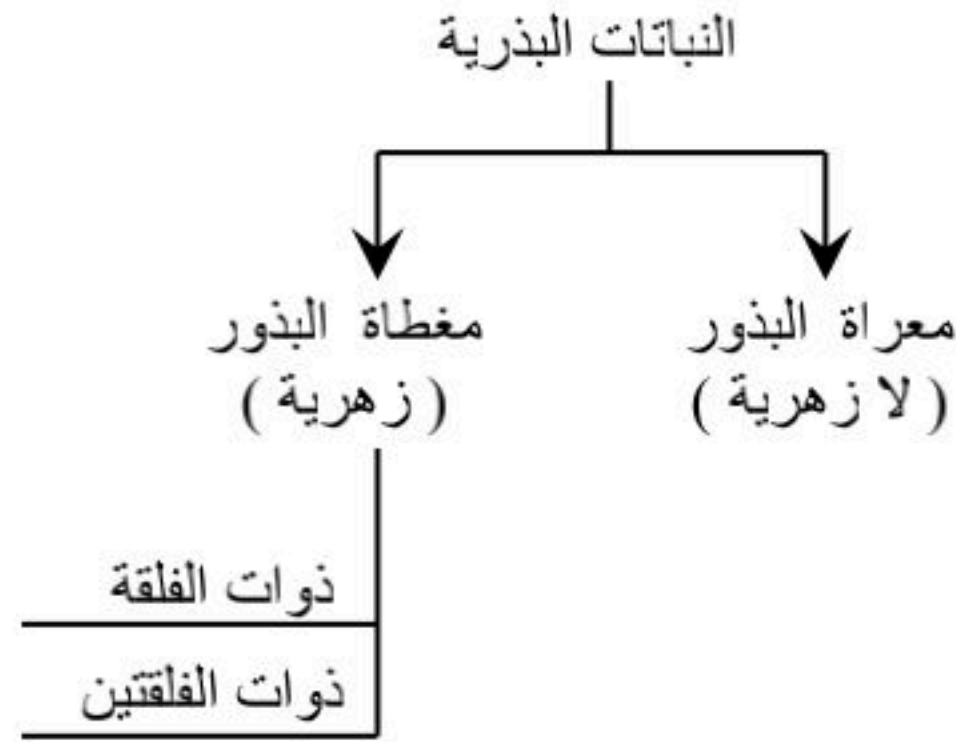 النباتات البذرية
معراة البذور
( لا زهرية )
مغطاة البذور
( زهرية )
ذوات الفلقة
ذوات الفلقتين